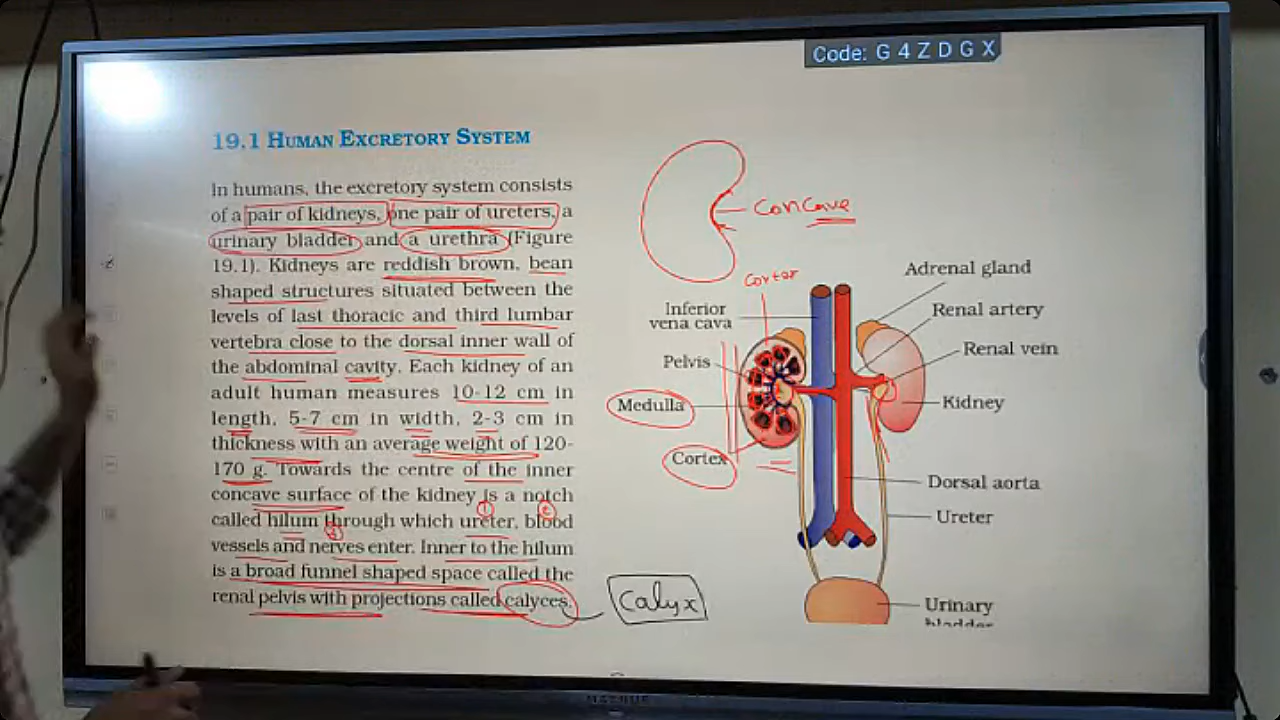 Code: G 4 Z D G X
19.1 HUMAN EXCRETORY SYSTEM
In humans, the excretory system consists
of a pair of kidneys, one pair of ureters, a
urinary bladder and a urethra (Figure
19.1). Kidneys are reddish brown, bean
shaped structures situated between the
levels of last thoracic and third lumbar
vertebra close to the dorsal inner wall of
the abdominal cavity. Each kidney of an
adult human measures 10-12 cm in
length, 5-7 cm in width, 2-3 cm in
thickness with an average weight of 120-
170 g. Towards the centre of the inner
concave surface of the kidney is a notch
called hilum through which ureter, blood
vessels and nerves enter. Inner to the hilum
is a broad funnel shaped space called the
renal pelvis with projections called calyces.
Calyx
Concave
Cortex
Inferior
vena cava
Pelvis
Medulla
Cortex
Adrenal gland
Renal artery
Renal vein
Kidney
Dorsal aorta
Ureter
Urinary
bladder